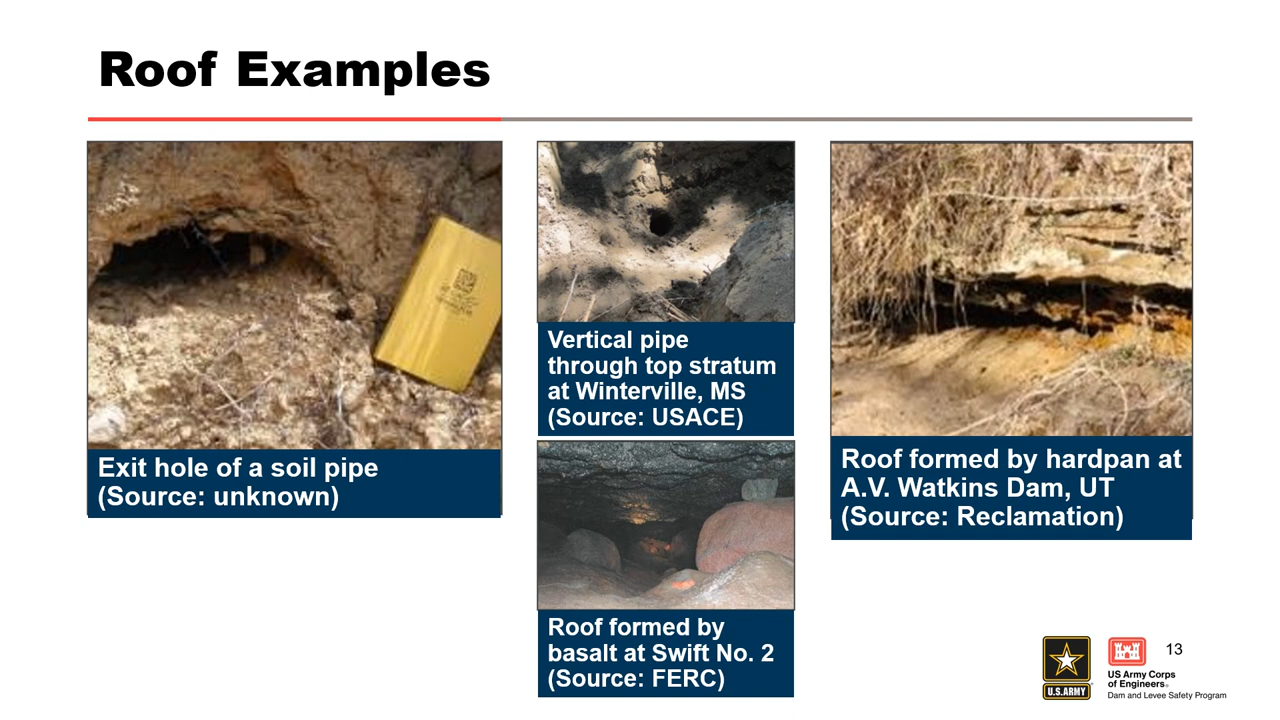 Roof Examples
Exit hole of a soil pipe
(Source: unknown)
Vertical pipe
through top stratum
at Winterville, MS
(Source: USACE)
Roof formed by
basalt at Swift No. 2
(Source: FERC)
Roof formed by hardpan at
A.V. Watkins Dam, UT
(Source: Reclamation)
U.S.ARMY
US Army Corps
of Engineers®
Dam and Levee Safety Program
13